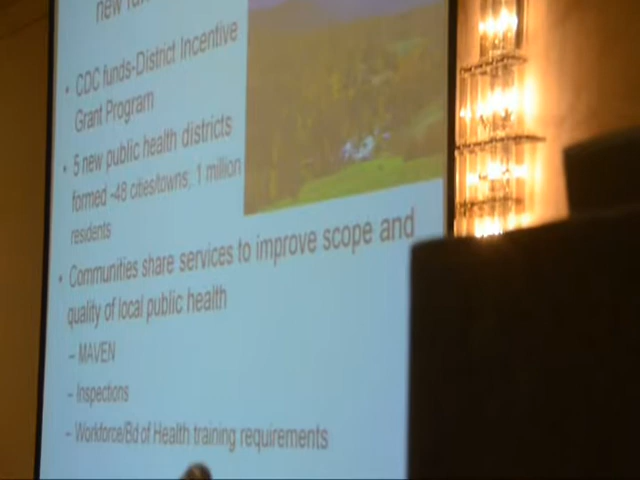 new
• CDC funds-District Incentive
Grant Program
• 5 new public health districts
formed ~48 cities/towns; 1 million
residents
• Communities share services to improve scope and
quality of local public health
– MAVEN
– Inspections
– Workforce/Bd of Health training requirements